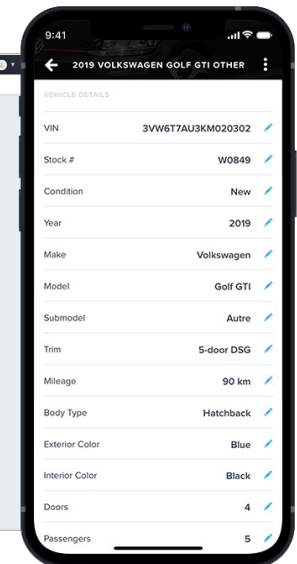 9:41
2019 VOLKSWAGEN GOLF GTI OTHER
VEHICLE DETAILS
VIN 3VW6T7AU3KM020302
Stock # W0849
Condition New
Year 2019
Make Volkswagen
Model Golf GTI
Submodel Autre
Trim 5-door DSG
Mileage 90 km
Body Type Hatchback
Exterior Color Blue
Interior Color Black
Doors 4
Passengers 5